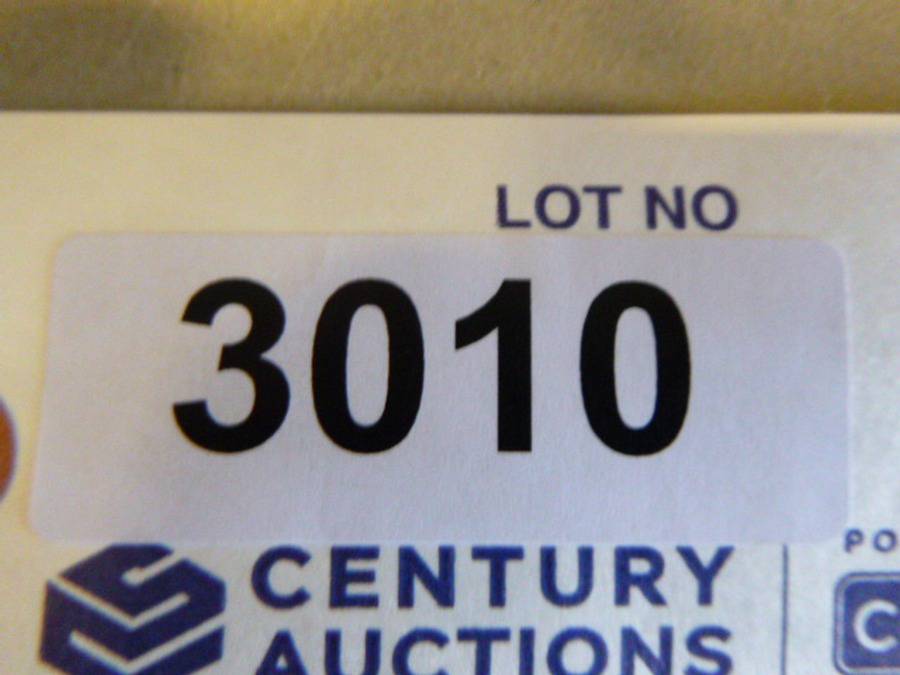 LOT NO
3010
CENTURY
AUCTIONS